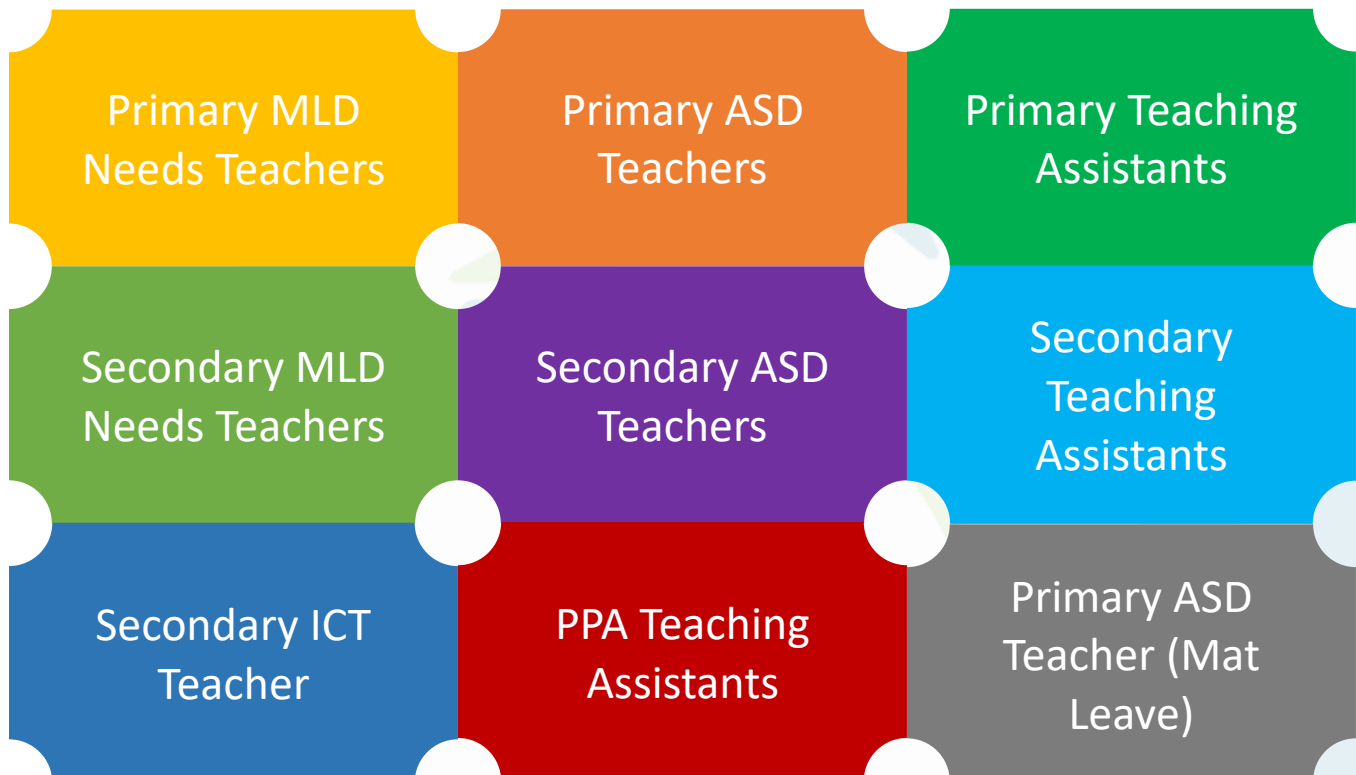 Primary MLD
Needs Teachers
Primary ASD
Teachers
Primary Teaching
Assistants
Secondary MLD
Needs Teachers
Secondary ASD
Teachers
Secondary
Teaching
Assistants
Secondary ICT
Teacher
PPA Teaching
Assistants
Primary ASD
Teacher (Mat
Leave)